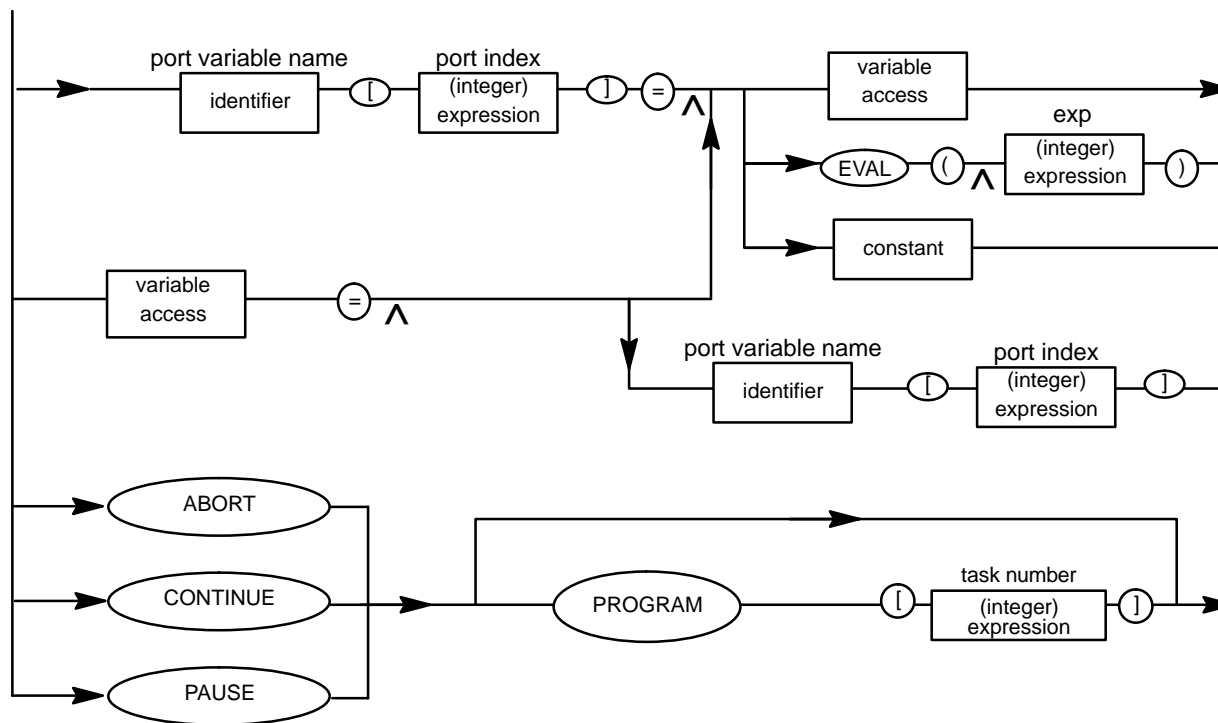 port variable name
identifier
[
port index
(integer)
expression
]
=
^
variable
access
exp
EVAL
(
^
(integer)
expression
)
constant
variable
access
=
^
port variable name
identifier
[
port index
(integer)
expression
]
ABORT
CONTINUE
PAUSE
PROGRAM
[
task number
(integer)
expression
]